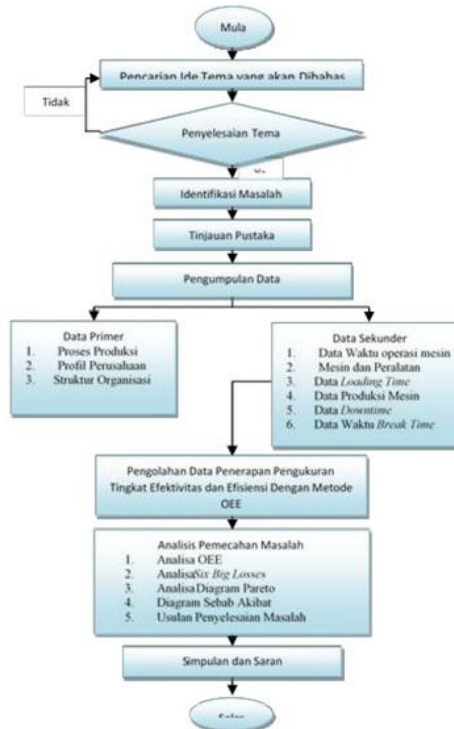 Mula
Pencarian Ide Tema yang akan Dibahas
Tidak
Penyelesaian Tema
Identifikasi Masalah
Tinjauan Pustaka
Pengumpulan Data
Data Primer
1. Proses Produksi
2. Profil Perusahaan
3. Struktur Organisasi
Data Sekunder
1. Data Waktu operasi mesin
2. Mesin dan Peralatan
3. Data Loading Time
4. Data Produksi Mesin
5. Data Downtime
6. Data Waktu Break Time
Pengolahan Data Penerapan Pengukuran
Tingkat Efektivitas dan Efisiensi Dengan Metode
OEE
Analisis Pemecahan Masalah
1. Analisa OEE
2. AnalisaSix Big Losses
3. Analisa Diagram Pareto
4. Diagram Sebab Akibat
5. Usulan Penyelesaian Masalah
Simpulan dan Saran